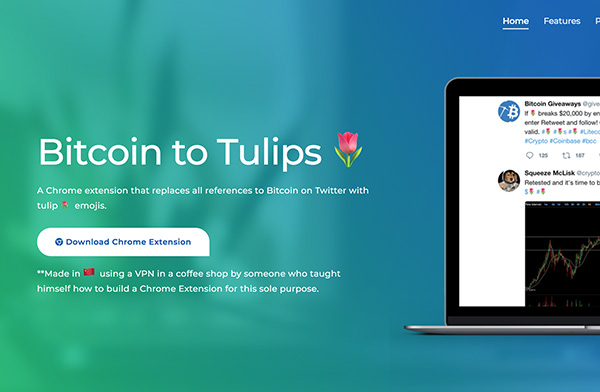 Home Features P
Bitcoin to Tulips 🌷
A Chrome extension that replaces all references to Bitcoin on Twitter with
tulip 🌷 emojis.
Download Chrome Extension
**Made in 🇨🇳 using a VPN in a coffee shop by someone who taught
himself how to build a Chrome Extension for this sole purpose.
Bitcoin Giveaways @give
If 🌷 breaks $20,000 by en
enter Retweet and follow!
valid. #🌷 #🌷s #🌷 #Liteco
#Crypto #Coinbase #bcc
125 187
Squeeze McLisk @crypto
Retested and it's time to b
$🌷 #🌷